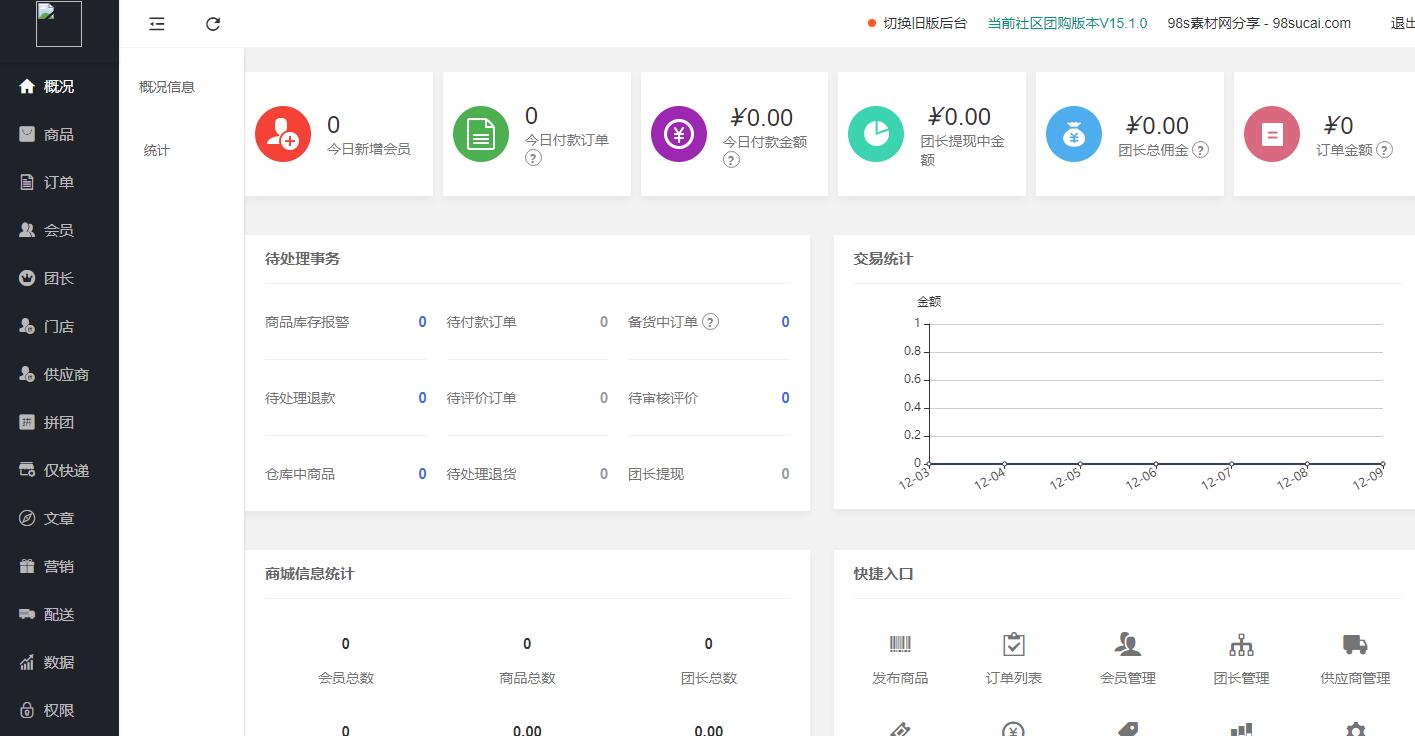 切换旧版后台 当前社区团购版本V15.1.0 98s素材网分享 - 98sucai.com 退出
概况
商品
订单
会员
团长
门店
供应商
拼团
仅快递
文章
营销
配送
数据
权限
概况信息
统计
0
今日新增会员
0
今日付款订单
?
¥0.00
今日付款金额
?
¥0.00
团长提现中金
额
¥0.00
团长总佣金 ?
¥0
订单金额 ?
待处理事务
商品库存报警 0 待付款订单 0 备货中订单 ? 0
待处理退款 0 待评价订单 0 待审核评价 0
仓库中商品 0 待处理退货 0 团长提现 0
交易统计
金额
1
0.8
0.6
0.4
0.2
0
12-03 12-04 12-05 12-06 12-07 12-08 12-09
商城信息统计
0 0 0
会员总数 商品总数 团长总数
0 0.00 0.00
快捷入口
发布商品 订单列表 会员管理 团长管理 供应商管理